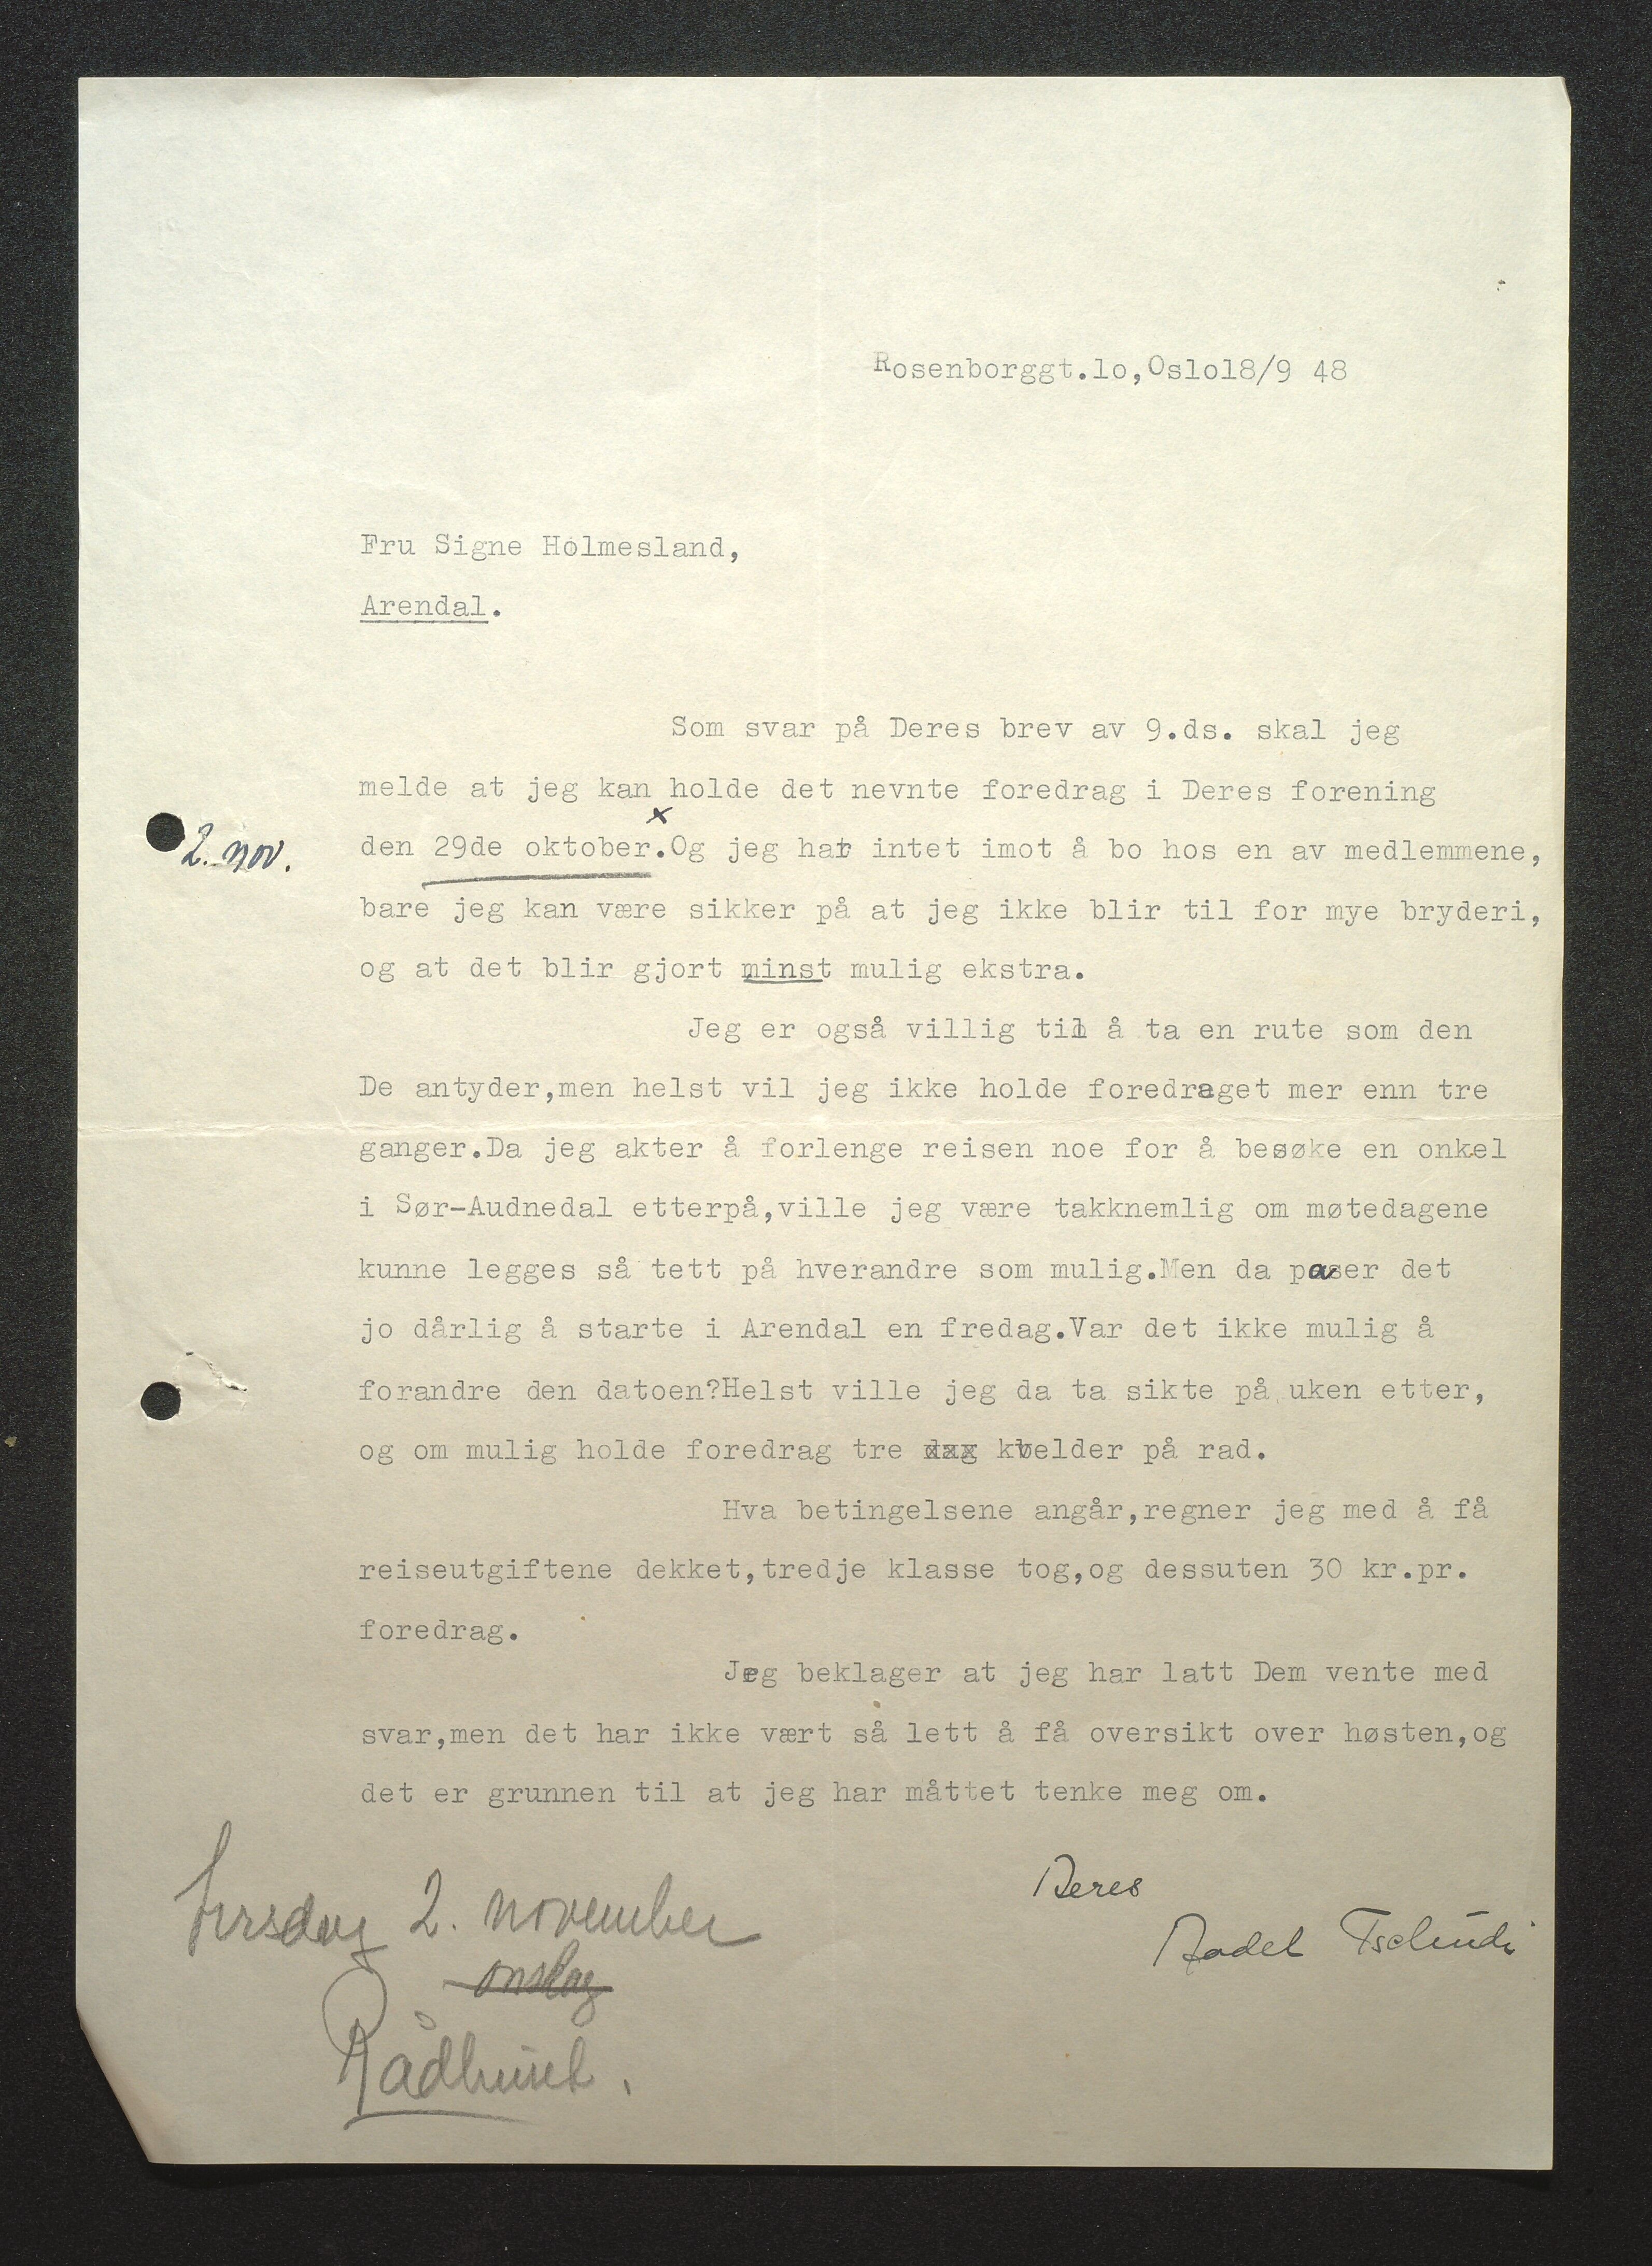 Rosenborggt.lo,Oslo18/9 48
Fru Signe Holmesland,
Arendal.
Som svar på Deres brev av 9.ds. skal jeg
melde at jeg kan holde det nevnte foredrag i Deres forening
x
2. nov.
den 29de oktober.Og jeg har intet imot å bo hos en av medlemmene,
bare jeg kan være sikker på at jeg ikke blir til for mye bryderi,
og at det blir gjort minst mulig ekstra.
Jeg er også villig til å ta en rute som den
De antyder,men helst vil jeg ikke holde foredraget mer enn tre
ganger.Da jeg akter å forlenge reisen noe for å besøke en onkel
i Sør-Audnedal etterpå,ville jeg være takknemlig om møtedagene
kunne legges så tett på hverandre som mulig.Men da paser det
jo dårlig å starte i Arendal en fredag.Var det ikke mulig å
forandre den datoen?Helst ville jeg da ta sikte på uken etter,
og om mulig holde foredrag tre dag kvelder på rad.
Hva betingelsene angår,regner jeg med å få
reiseutgiftene dekket,tredje klasse tog,og dessuten 30 kr.pr.
foredrag.
Jeg beklager at jeg har latt Dem vente med
svar,men det har ikke vært så lett å få oversikt over høsten,og
det er grunnen til at jeg har måttet tenke meg om.
Deres
Aadel Tschudi
tirsdag 2. november
onsdag
Rådhuset.